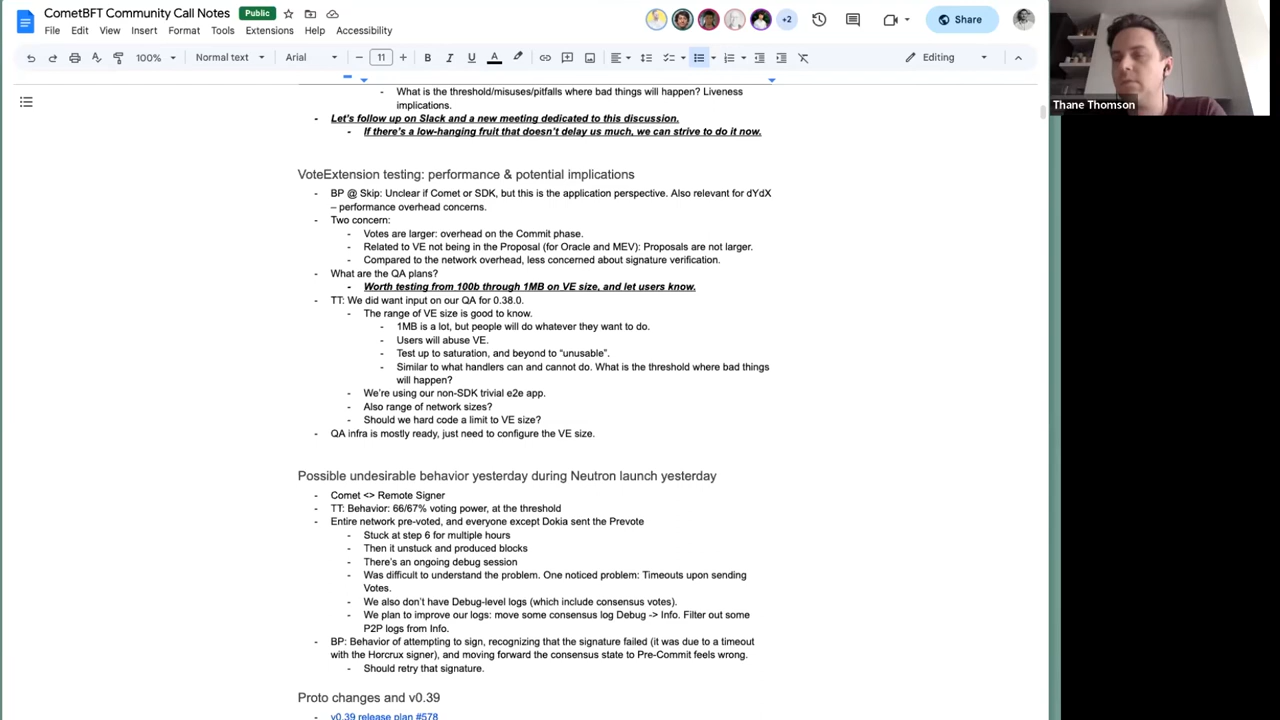 CometBFT Community Call Notes
Public
File Edit View Insert Format Tools Extensions Help Accessibility
+2
Share
100%
Normal text
Arial
11
B I U A
Editing
Thane Thomson
- What is the threshold/misuses/pitfalls where bad things will happen? Liveness
implications.
- Let's follow up on Slack and a new meeting dedicated to this discussion.
- If there's a low-hanging fruit that doesn't delay us much, we can strive to do it now.
VoteExtension testing: performance & potential implications
- BP @ Skip: Unclear if Comet or SDK, but this is the application perspective. Also relevant for dYdX
– performance overhead concerns.
- Two concern:
- Votes are larger: overhead on the Commit phase.
- Related to VE not being in the Proposal (for Oracle and MEV): Proposals are not larger.
- Compared to the network overhead, less concerned about signature verification.
- What are the QA plans?
- Worth testing from 100b through 1MB on VE size, and let users know.
- TT: We did want input on our QA for 0.38.0.
- The range of VE size is good to know.
- 1MB is a lot, but people will do whatever they want to do.
- Users will abuse VE.
- Test up to saturation, and beyond to “unusable”.
- Similar to what handlers can and cannot do. What is the threshold where bad things
will happen?
- We're using our non-SDK trivial e2e app.
- Also range of network sizes?
- Should we hard code a limit to VE size?
- QA infra is mostly ready, just need to configure the VE size.
Possible undesirable behavior yesterday during Neutron launch yesterday
- Comet <> Remote Signer
- TT: Behavior: 66/67% voting power, at the threshold
- Entire network pre-voted, and everyone except Dokia sent the Prevote
- Stuck at step 6 for multiple hours
- Then it unstuck and produced blocks
- There's an ongoing debug session
- Was difficult to understand the problem. One noticed problem: Timeouts upon sending
Votes.
- We also don't have Debug-level logs (which include consensus votes).
- We plan to improve our logs: move some consensus log Debug -> Info. Filter out some
P2P logs from Info.
- BP: Behavior of attempting to sign, recognizing that the signature failed (it was due to a timeout
with the Horcrux signer), and moving forward the consensus state to Pre-Commit feels wrong.
- Should retry that signature.
Proto changes and v0.39
- v0.39 release plan #578